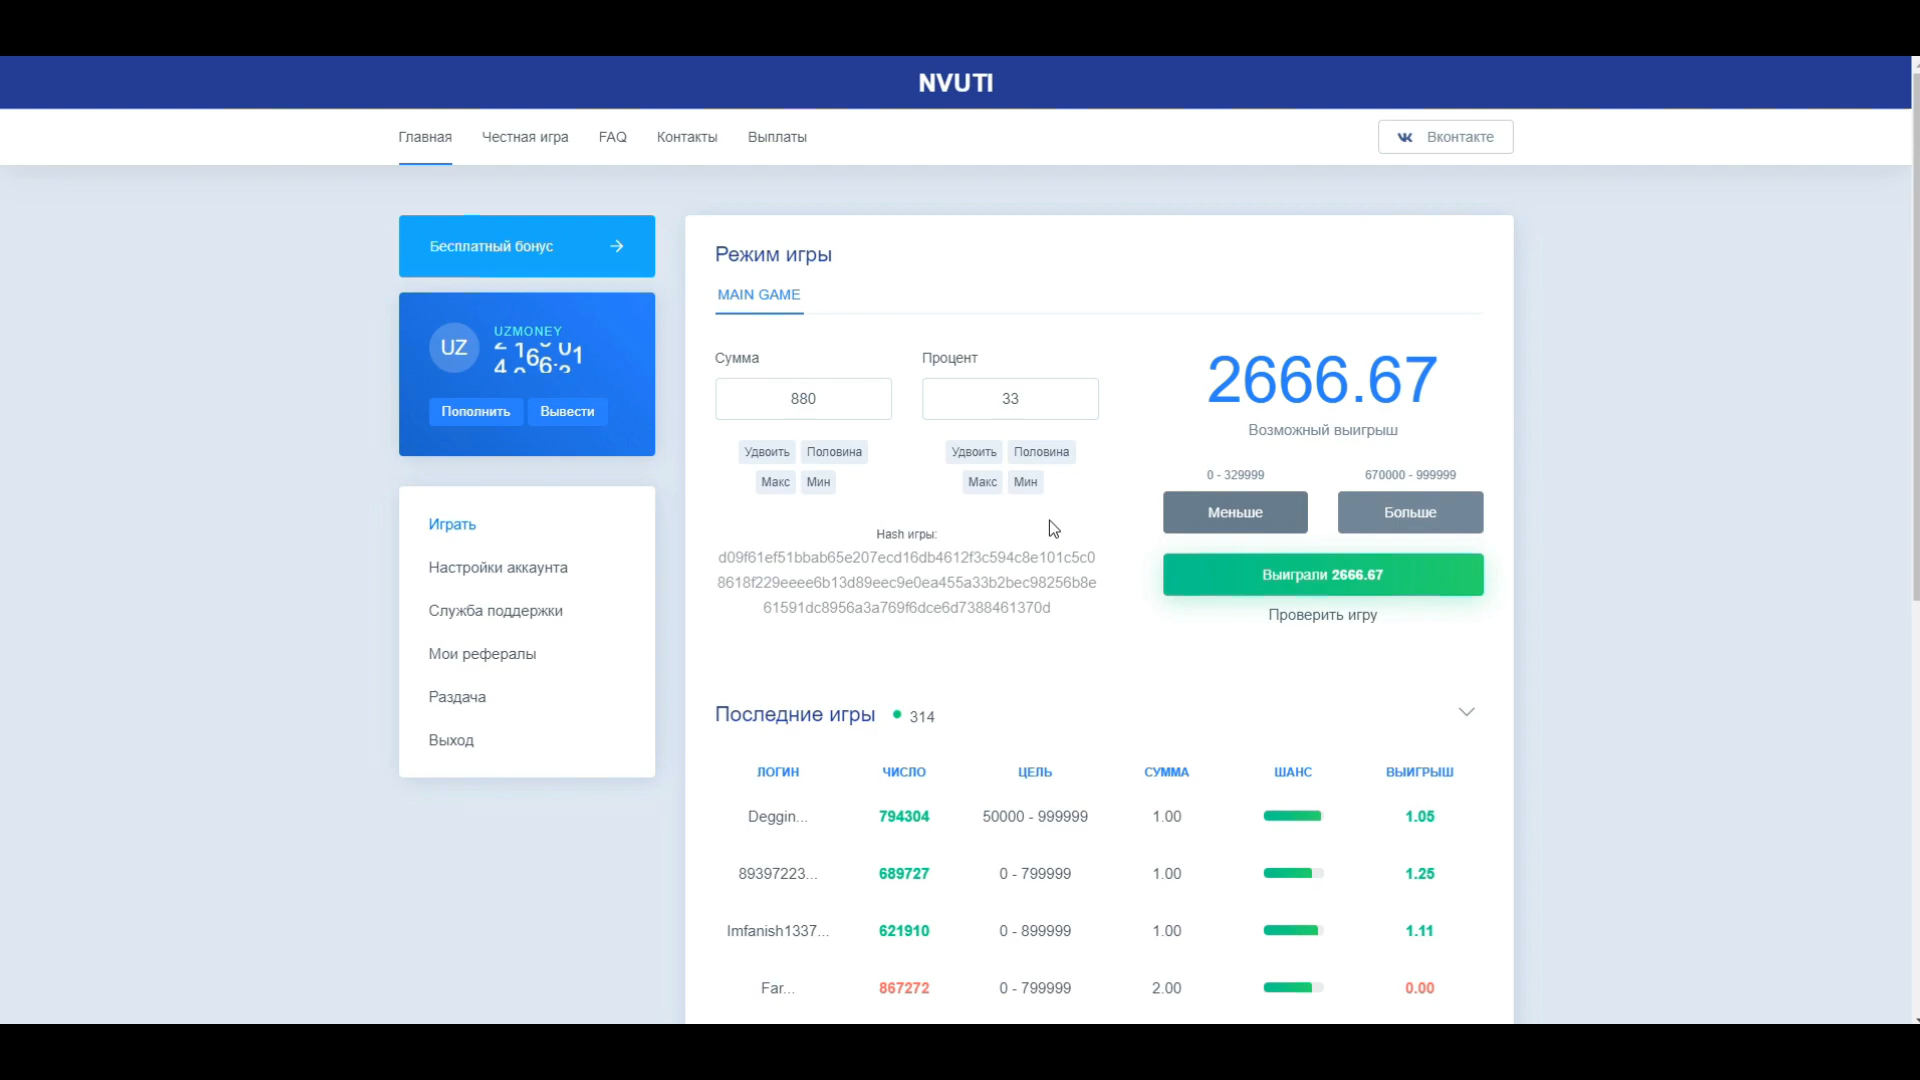 NVUTI
Главная Честная игра FAQ Контакты Выплаты Вконтакте
Бесплатный бонус
UZ
UZMONEY
Пополнить Вывести
Играть
Настройки аккаунта
Служба поддержки
Мои рефералы
Раздача
Выход
Режим игры
MAIN GAME
Сумма Процент
880 33
Удвоить Половина Удвоить Половина
Макс Мин Макс Мин
Hash игры:
d09f61ef51bbab65e207ecd16db4612f3c594c8e101c5c0
8618f229eeee6b13d89eec9e0ea455a33b2bec98256b8e
61591dc8956a3a769f6dce6d7388461370d
2666.67
Возможный выигрыш
0 - 329999 670000 - 999999
Меньше Больше
Выиграли 2666.67
Проверить игру
Последние игры 314
ЛОГИН ЧИСЛО ЦЕЛЬ СУММА ШАНС ВЫИГРЫШ
Deggin... 794304 50000 - 999999 1.00 1.05
89397223... 689727 0 - 799999 1.00 1.25
Imfanish1337... 621910 0 - 899999 1.00 1.11
Far... 867272 0 - 799999 2.00 0.00